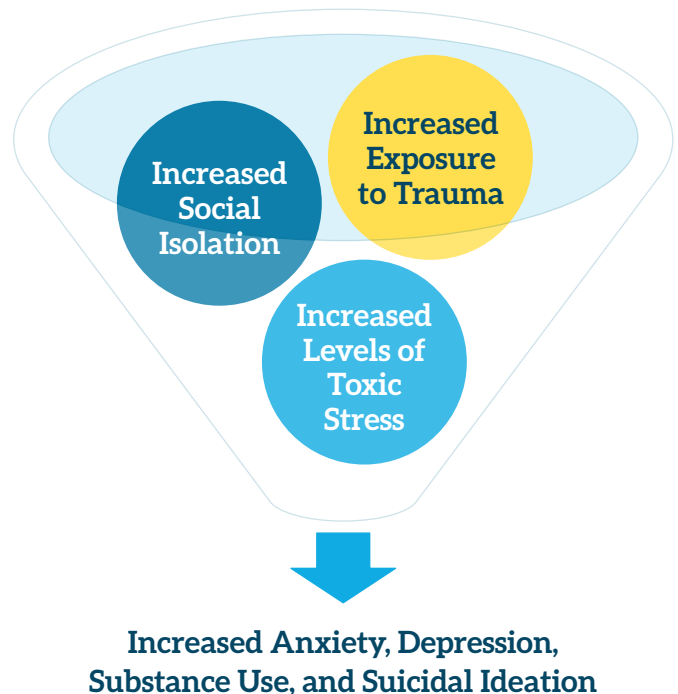 Increased
Social
Isolation
Increased
Exposure
to Trauma
Increased
Levels of
Toxic
Stress
Increased Anxiety, Depression,
Substance Use, and Suicidal Ideation